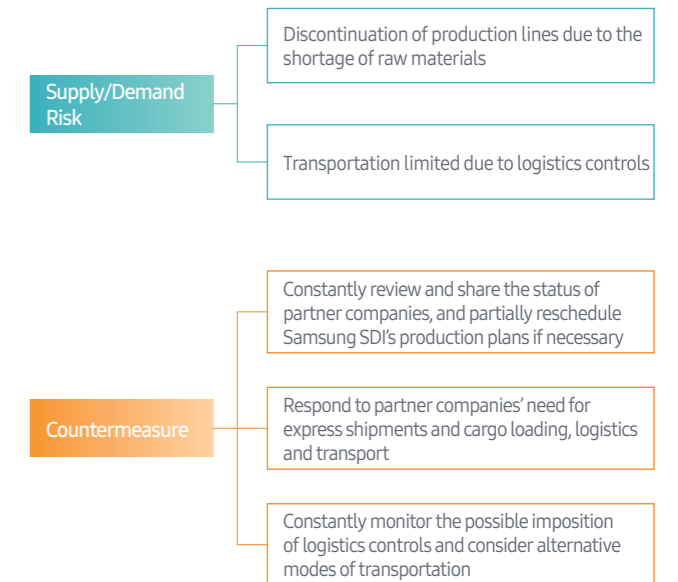 Supply/Demand
Risk
Discontinuation of production lines due to the
shortage of raw materials
Transportation limited due to logistics controls
Countermeasure
Constantly review and share the status of
partner companies, and partially reschedule
Samsung SDI's production plans if necessary
Respond to partner companies' need for
express shipments and cargo loading, logistics
and transport
Constantly monitor the possible imposition
of logistics controls and consider alternative
modes of transportation